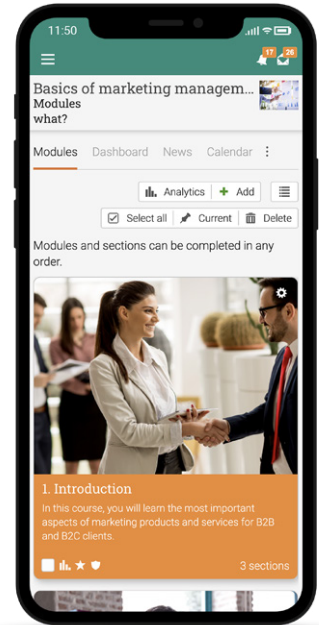 11:50
17 26
Basics of marketing managem...
Modules
what?
Modules Dashboard News Calendar
Analytics Add
Select all Current Delete
Modules and sections can be completed in any
order.
1. Introduction
In this course, you will learn the most important
aspects of marketing products and services for B2B
and B2C clients.
3 sections